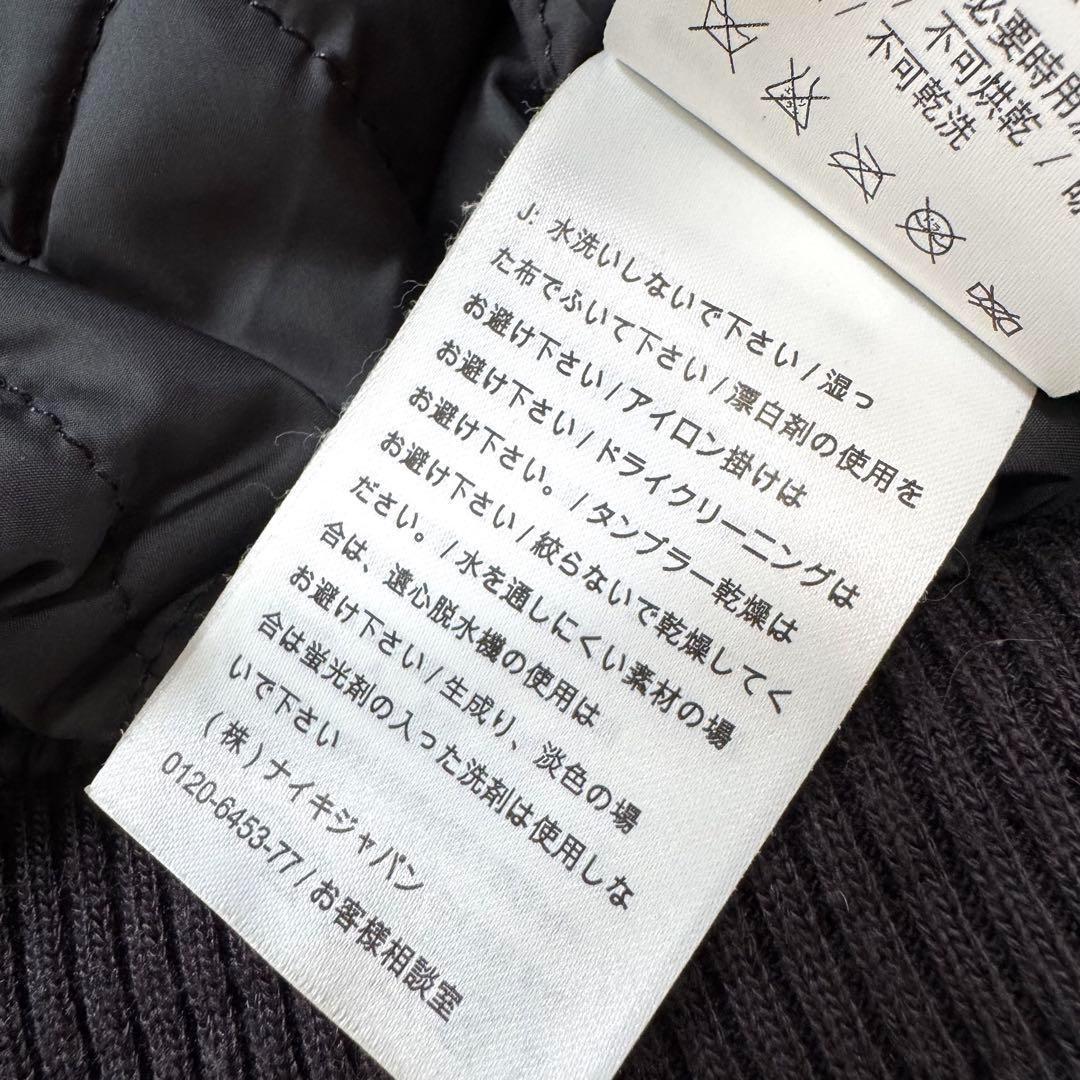 必要時用
不可烘乾 /
不可乾洗
J: 水洗いしないで下さい / 湿っ
た布でふいて下さい / 漂白剤の使用を
お避け下さい / アイロン掛けは
お避け下さい / ドライクリーニングは
お避け下さい。 / タンブラー乾燥は
お避け下さい / 絞らないで乾燥してく
ださい。 / 水を通しにくい素材の場
合は、遠心脱水機の使用は
お避け下さい / 生成り、淡色の場
合は蛍光剤の入った洗剤は使用しな
いで下さい
(株) ナイキジャパン
0120-6453-77 / お客様相談室